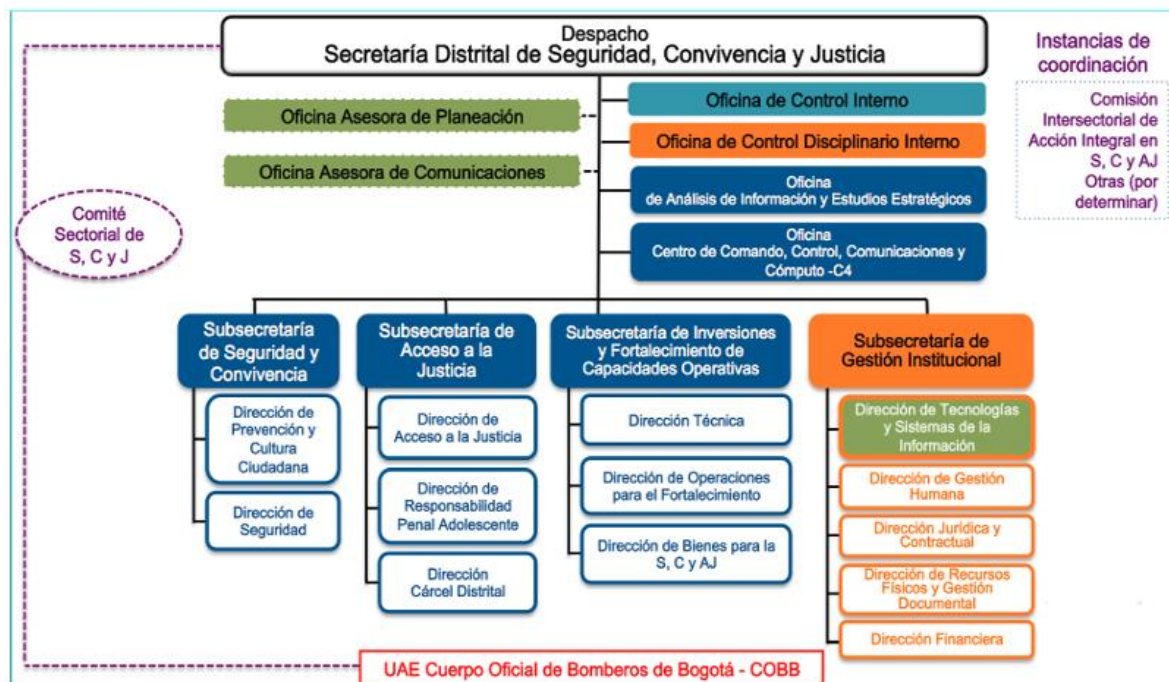 Despacho
Secretaría Distrital de Seguridad, Convivencia y Justicia
Instancias de
coordinación
Comisión
Intersectorial de
Acción Integral en
S, C y AJ
Otras (por
determinar)
Oficina Asesora de Planeación
Oficina Asesora de Comunicaciones
Oficina de Control Interno
Oficina de Control Disciplinario Interno
Oficina
de Análisis de Información y Estudios Estratégicos
Oficina
Centro de Comando, Control, Comunicaciones y
Cómputo -C4
Comité
Sectorial de
S, C y J
Subsecretaría
de Seguridad y
Convivencia
Dirección de
Prevención y
Cultura
Ciudadana
Dirección de
Seguridad
Subsecretaría de
Acceso a la
Justicia
Dirección de
Acceso a la Justicia
Dirección de
Responsabilidad
Penal Adolescente
Dirección
Cárcel Distrital
Subsecretaría de Inversiones
y Fortalecimiento de
Capacidades Operativas
Dirección Técnica
Dirección de Operaciones
para el Fortalecimiento
Dirección de Bienes para la
S, C y AJ
Subsecretaría de
Gestión Institucional
Dirección de Tecnologías
y Sistemas de la
Información
Dirección de Gestión
Humana
Dirección Jurídica y
Contractual
Dirección de Recursos
Físicos y Gestión
Documental
Dirección Financiera
UAE Cuerpo Oficial de Bomberos de Bogotá - COBB